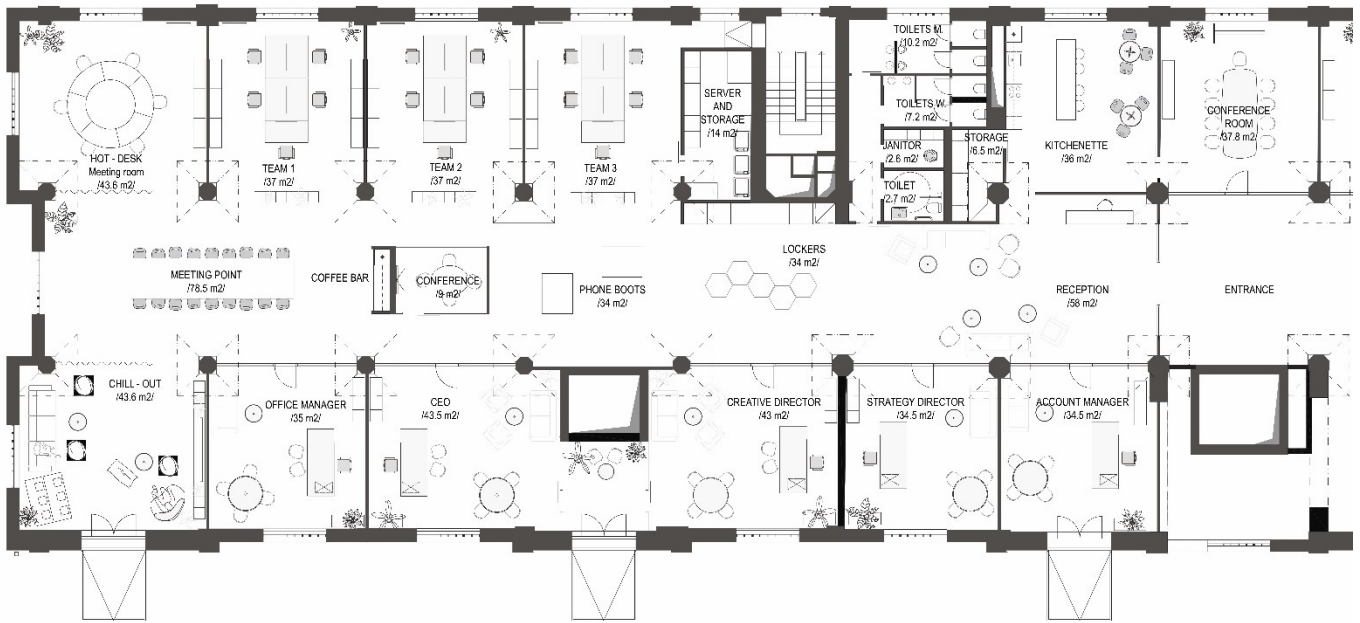 TOILETS M.
/10.2 m2/
SERVER
AND
STORAGE
/14 m2/
TOILETS W.
/7.2 m2/
CONFERENCE
ROOM
/37.8 m2/
HOT - DESK
Meeting room
/43.6 m2/
TEAM 1
/37 m2/
TEAM 2
/37 m2/
TEAM 3
/37 m2/
JANITOR
/2.6 m2/
STORAGE
/6.5 m2/
KITCHENETTE
/36 m2/
TOILET
/2.7 m2/
MEETING POINT
/78.5 m2/
COFFEE BAR
CONFERENCE
/9 m2/
PHONE BOOTS
/34 m2/
LOCKERS
/34 m2/
RECEPTION
/58 m2/
ENTRANCE
CHILL - OUT
/43.6 m2/
OFFICE MANAGER
/35 m2/
CEO
/43.5 m2/
CREATIVE DIRECTOR
/43 m2/
STRATEGY DIRECTOR
/34.5 m2/
ACCOUNT MANAGER
/34.5 m2/